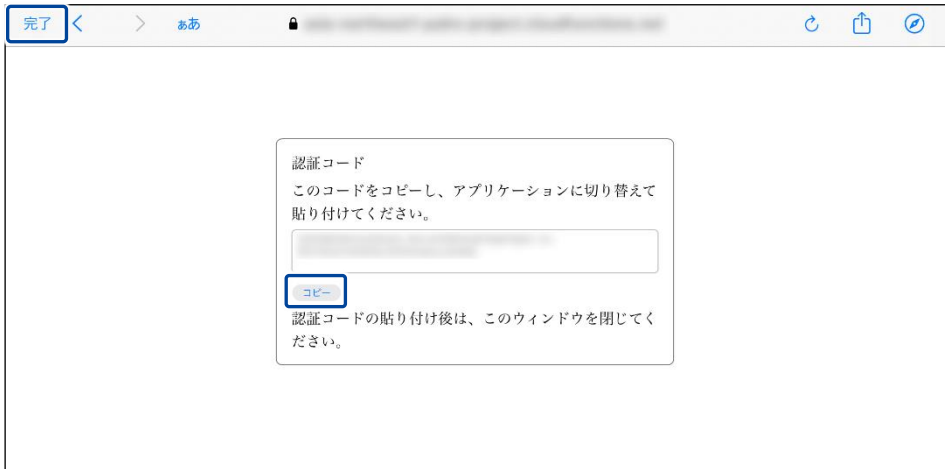 完了 ぁあ
認証コード
このコードをコピーし、アプリケーションに切り替えて
貼り付けてください。
コピー
認証コードの貼り付け後は、このウィンドウを閉じてく
ださい。